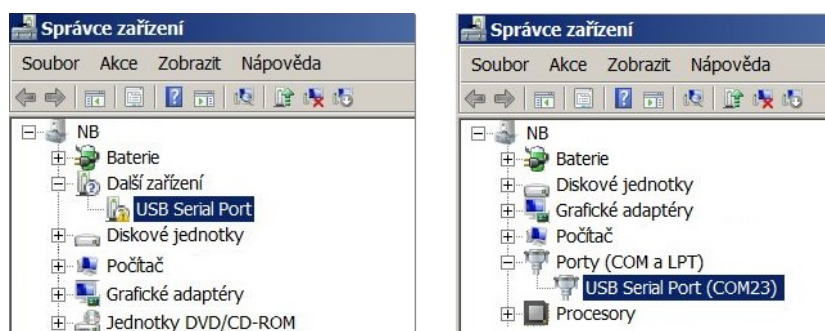 Správce zařízení
Soubor Akce Zobrazit Nápověda
NB
Baterie
Další zařízení
USB Serial Port
Diskové jednotky
Počítač
Grafické adaptéry
Jednotky DVD/CD-ROM
Správce zařízení
Soubor Akce Zobrazit Nápověda
NB
Baterie
Diskové jednotky
Grafické adaptéry
Počítač
Porty (COM a LPT)
USB Serial Port (COM23)
Procesory